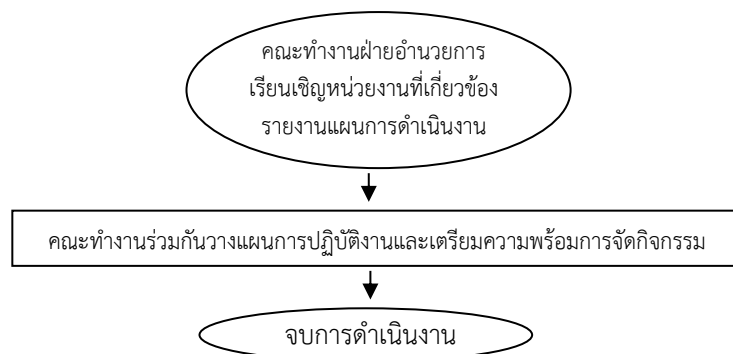 คณะทำงานฝ่ายอำนวยการ
เรียนเชิญหน่วยงานที่เกี่ยวข้อง
รายงานแผนการดำเนินงาน
คณะทำงานร่วมกันวางแผนการปฏิบัติงานและเตรียมความพร้อมการจัดกิจกรรม
จบการดำเนินงาน